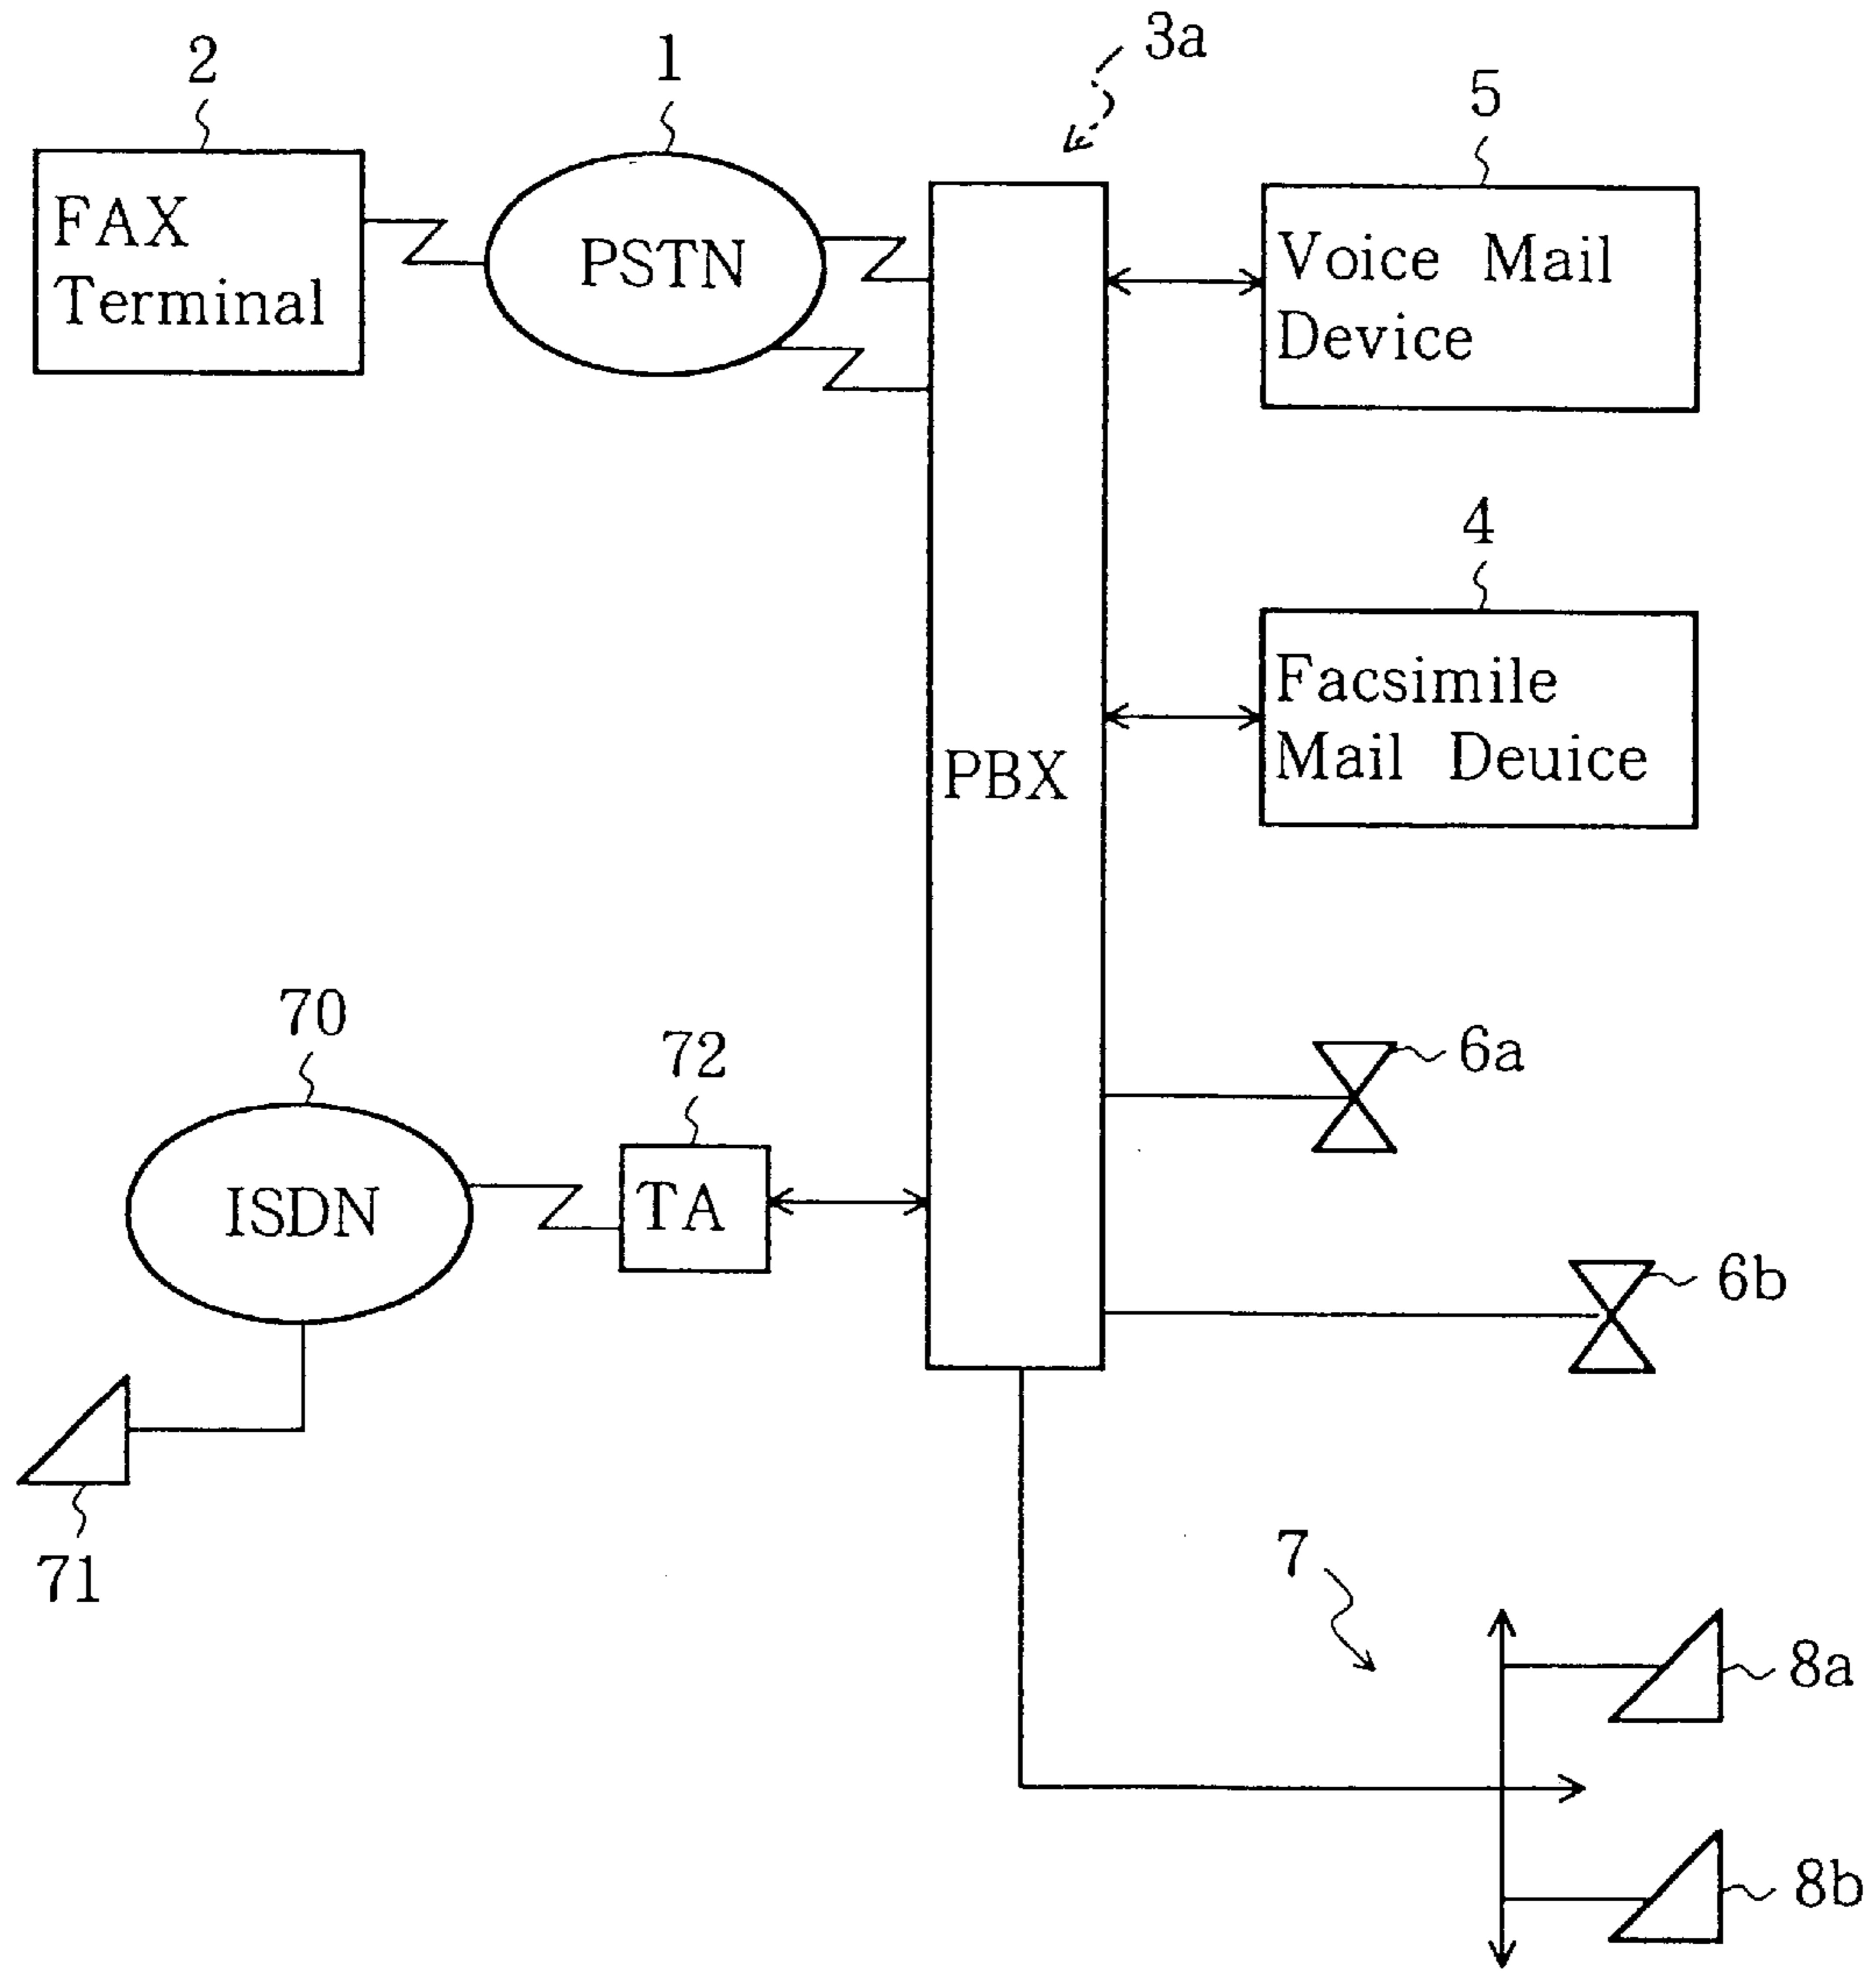 3a
2
1
5
FAX
Terminal
PSTN
Voice Mail
Device
4
Facsimile
Mail Deuice
PBX
70
72
6a
ISDN
TA
6b
71
7
8a
8b